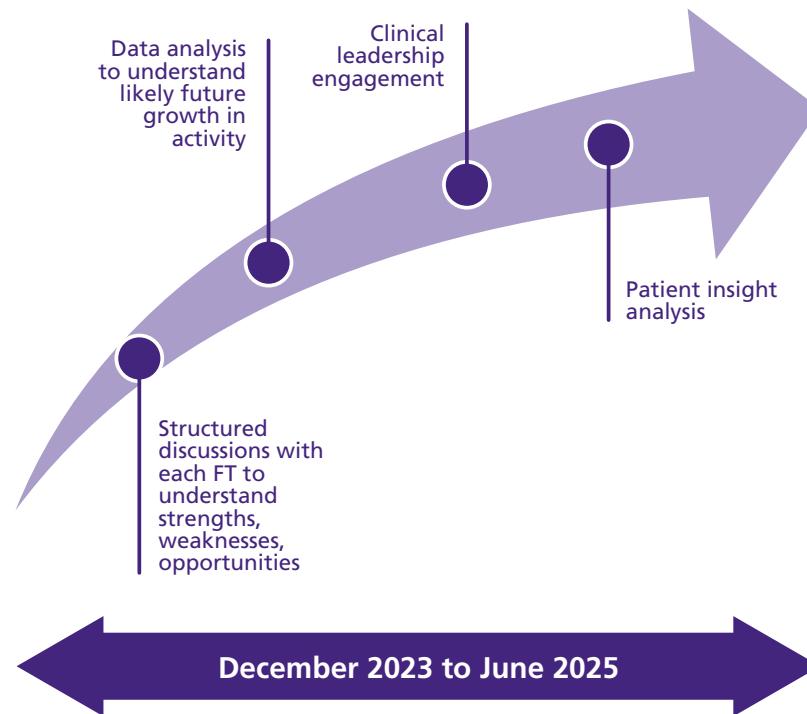 Data analysis
to understand
likely future
growth in
activity
Clinical
leadership
engagement
Patient insight
analysis
Structured
discussions with
each FT to
understand
strengths,
weaknesses,
opportunities
December 2023 to June 2025